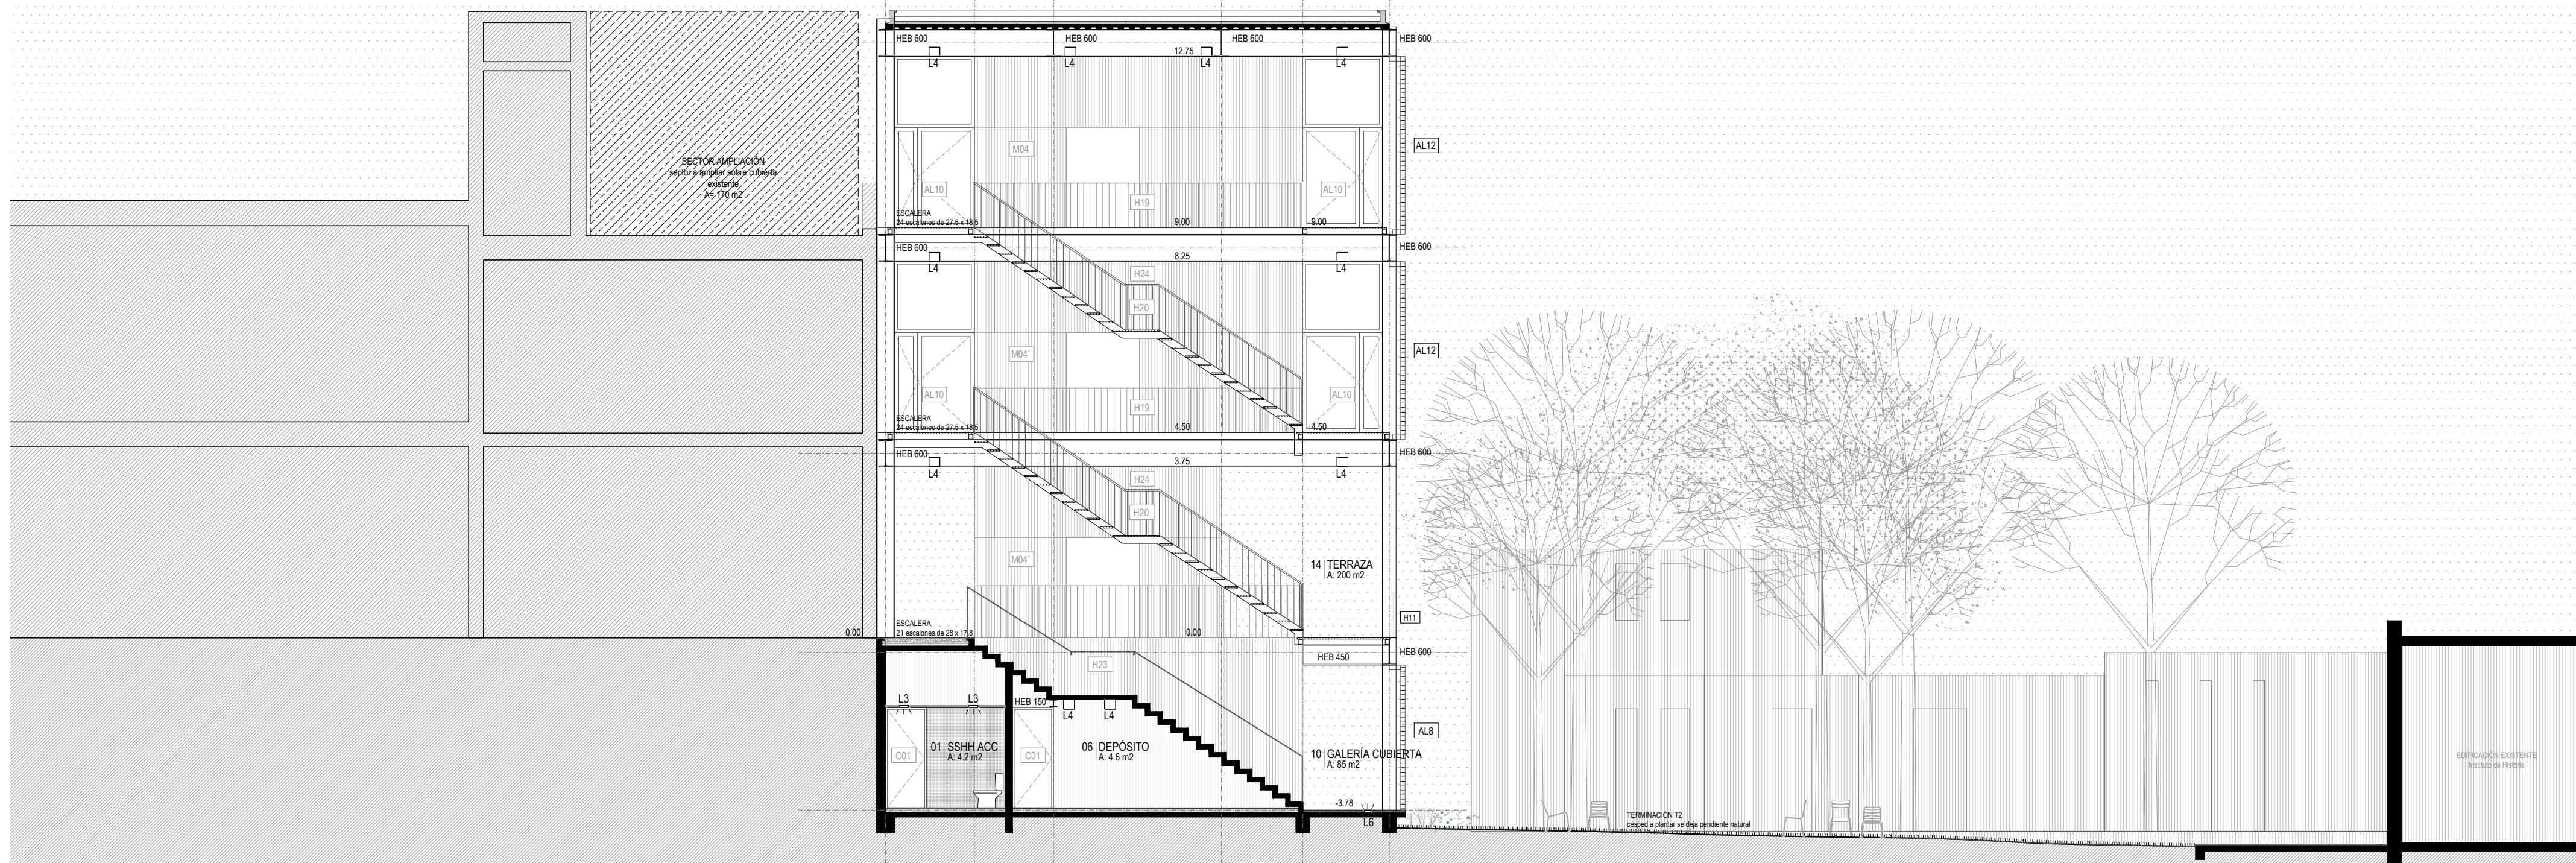 HEB 600
HEB 600
HEB 600
HEB 600
12.75
L4
L4
L4
L4
M04
AL12
SECTOR AMPLIACIÓN
sector a ampliar sobre cubierta
existente
A= 170 m2
AL10
H19
AL10
ESCALERA
24 escalones de 27.5 x 18.5
9.00
9.00
HEB 600
HEB 600
8.25
L4
L4
H24
H20
M04´
AL12
AL10
H19
AL10
ESCALERA
24 escalones de 27.5 x 18.5
4.50
4.50
HEB 600
HEB 600
3.75
L4
L4
H24
H20
M04´
14 TERRAZA
A: 200 m2
H11
ESCALERA
21 escalones de 28 x 17.8
0.00
0.00
HEB 450
HEB 600
H23
L3
L3
HEB 150
L4
L4
AL8
01 SSHH ACC
A: 4.2 m2
C01
C01
06 DEPÓSITO
A: 4.6 m2
10 GALERÍA CUBIERTA
A: 85 m2
EDIFICACIÓN EXISTENTE
Instituto de Historia
-3.78
L6
TERMINACIÓN T2
césped a plantar se deja pendiente natural